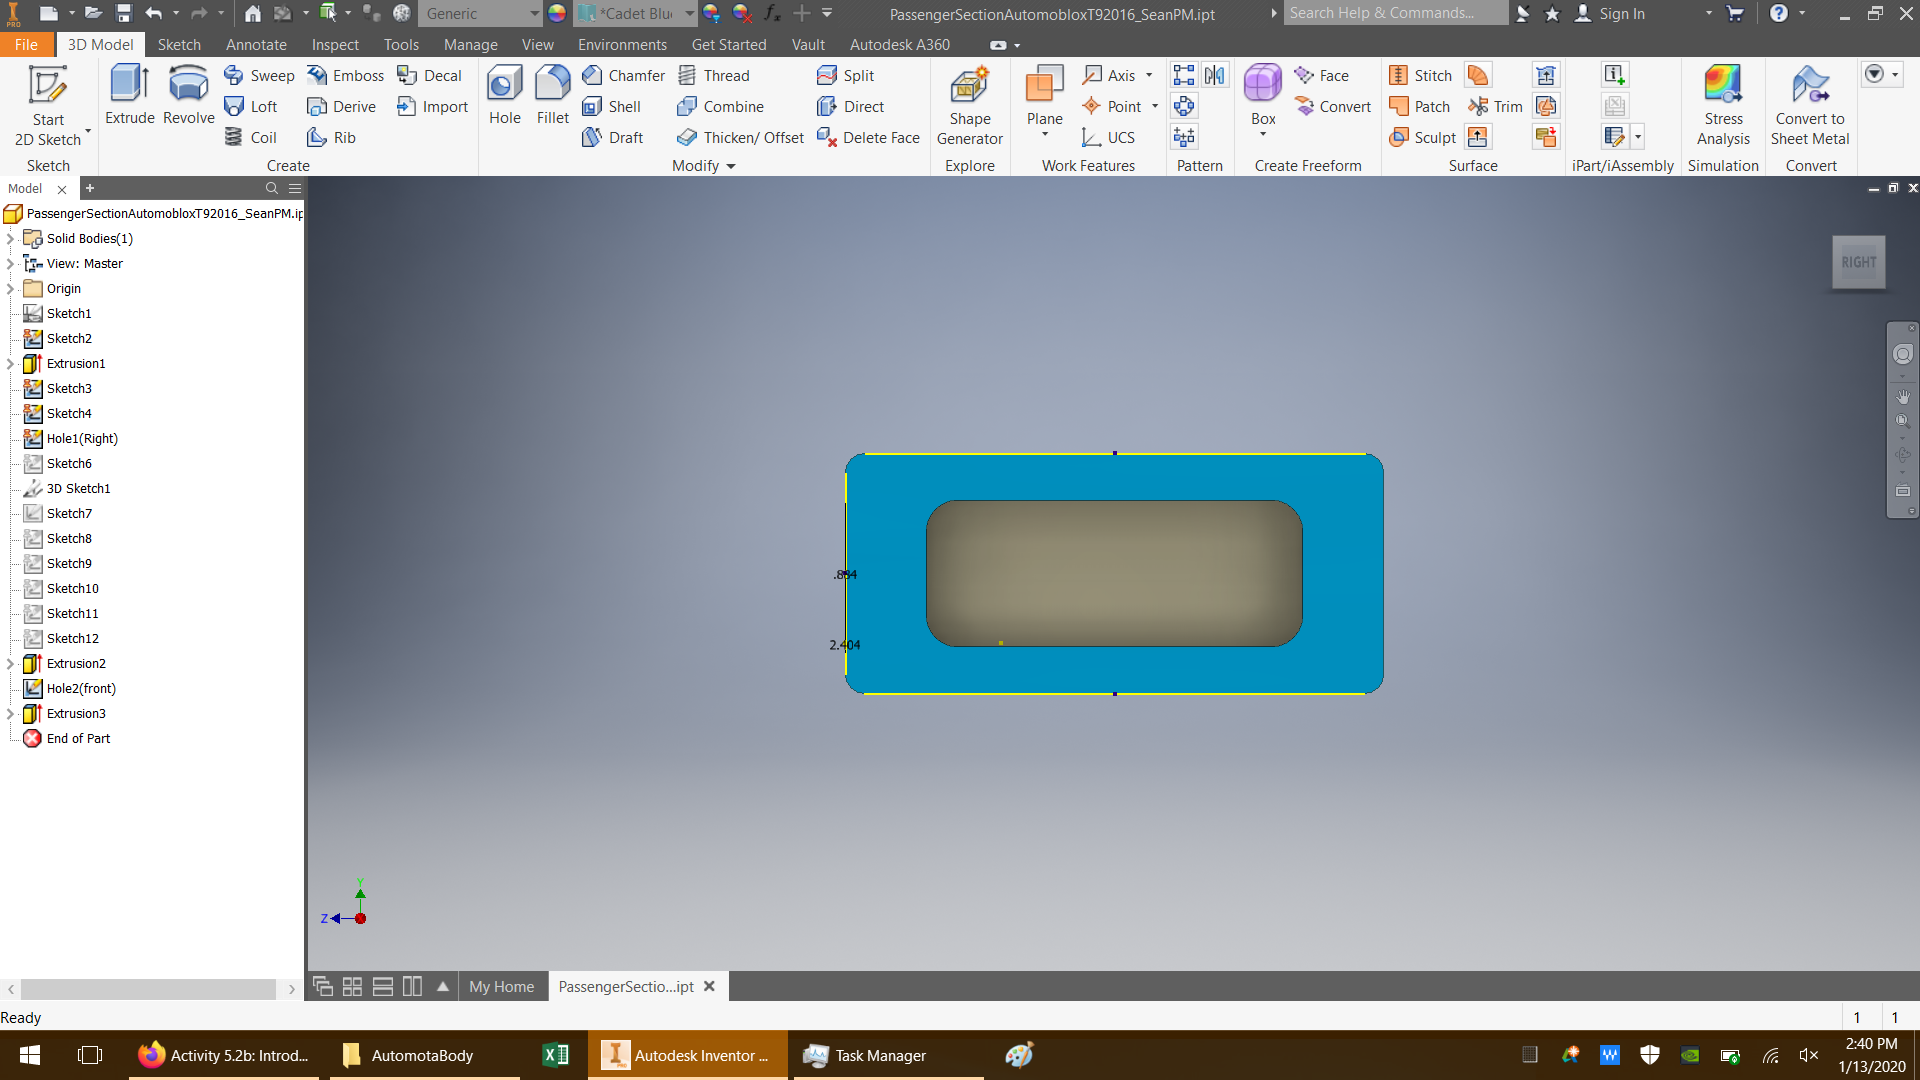 PRO
Generic
*Cadet Blu
fx
PassengerSectionAutomobloxT92016_SeanPM.ipt
Search Help & Commands...
Sign In
File
3D Model
Sketch
Annotate
Inspect
Tools
Manage
View
Environments
Get Started
Vault
Autodesk A360
Start
2D Sketch
Extrude
Revolve
Sweep
Loft
Coil
Emboss
Derive
Rib
Decal
Import
Hole
Fillet
Chamfer
Shell
Draft
Thread
Combine
Thicken/ Offset
Split
Direct
Delete Face
Shape
Generator
Plane
Axis
Point
UCS
Box
Face
Convert
Stitch
Patch
Sculpt
Trim
Stress
Analysis
Convert to
Sheet Metal
Sketch
Create
Modify
Explore
Work Features
Pattern
Create Freeform
Surface
iPart/iAssembly
Simulation
Convert
Model
PassengerSectionAutomobloxT92016_SeanPM.ip
Solid Bodies(1)
View: Master
Origin
Sketch1
Sketch2
Extrusion1
Sketch3
Sketch4
Hole1(Right)
Sketch6
3D Sketch1
Sketch7
Sketch8
Sketch9
Sketch10
Sketch11
Sketch12
Extrusion2
Hole2(front)
Extrusion3
End of Part
RIGHT
2.404
Y
Z
My Home
PassengerSectio...ipt
Ready
1
1
Activity 5.2b: Introd...
AutomotaBody
Autodesk Inventor ...
Task Manager
2:40 PM
1/13/2020